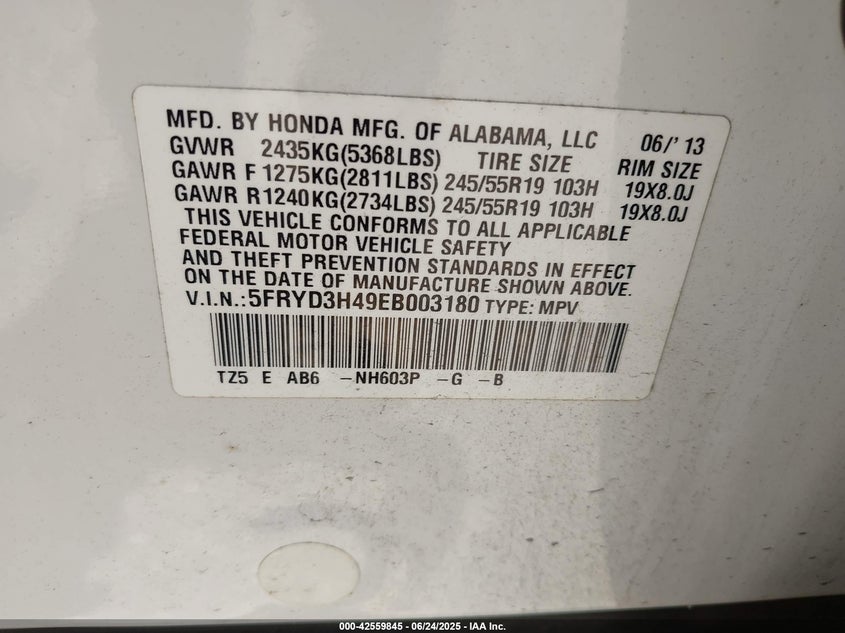 MFD. BY HONDA MFG. OF ALABAMA, LLC 06/' 13
GVWR 2435KG(5368LBS) TIRE SIZE RIM SIZE
GAWR F 1275KG(2811LBS) 245/55R19 103H 19X8.0J
GAWR R1240KG(2734LBS) 245/55R19 103H 19X8.0J
THIS VEHICLE CONFORMS TO ALL APPLICABLE
FEDERAL MOTOR VEHICLE SAFETY
AND THEFT PREVENTION STANDARDS IN EFFECT
ON THE DATE OF MANUFACTURE SHOWN ABOVE.
V.I.N.:5FRYD3H49EB003180 TYPE: MPV
TZ5 E AB6 -NH603P -G -B
000-42559845 - 06/24/2025 - IAA Inc.